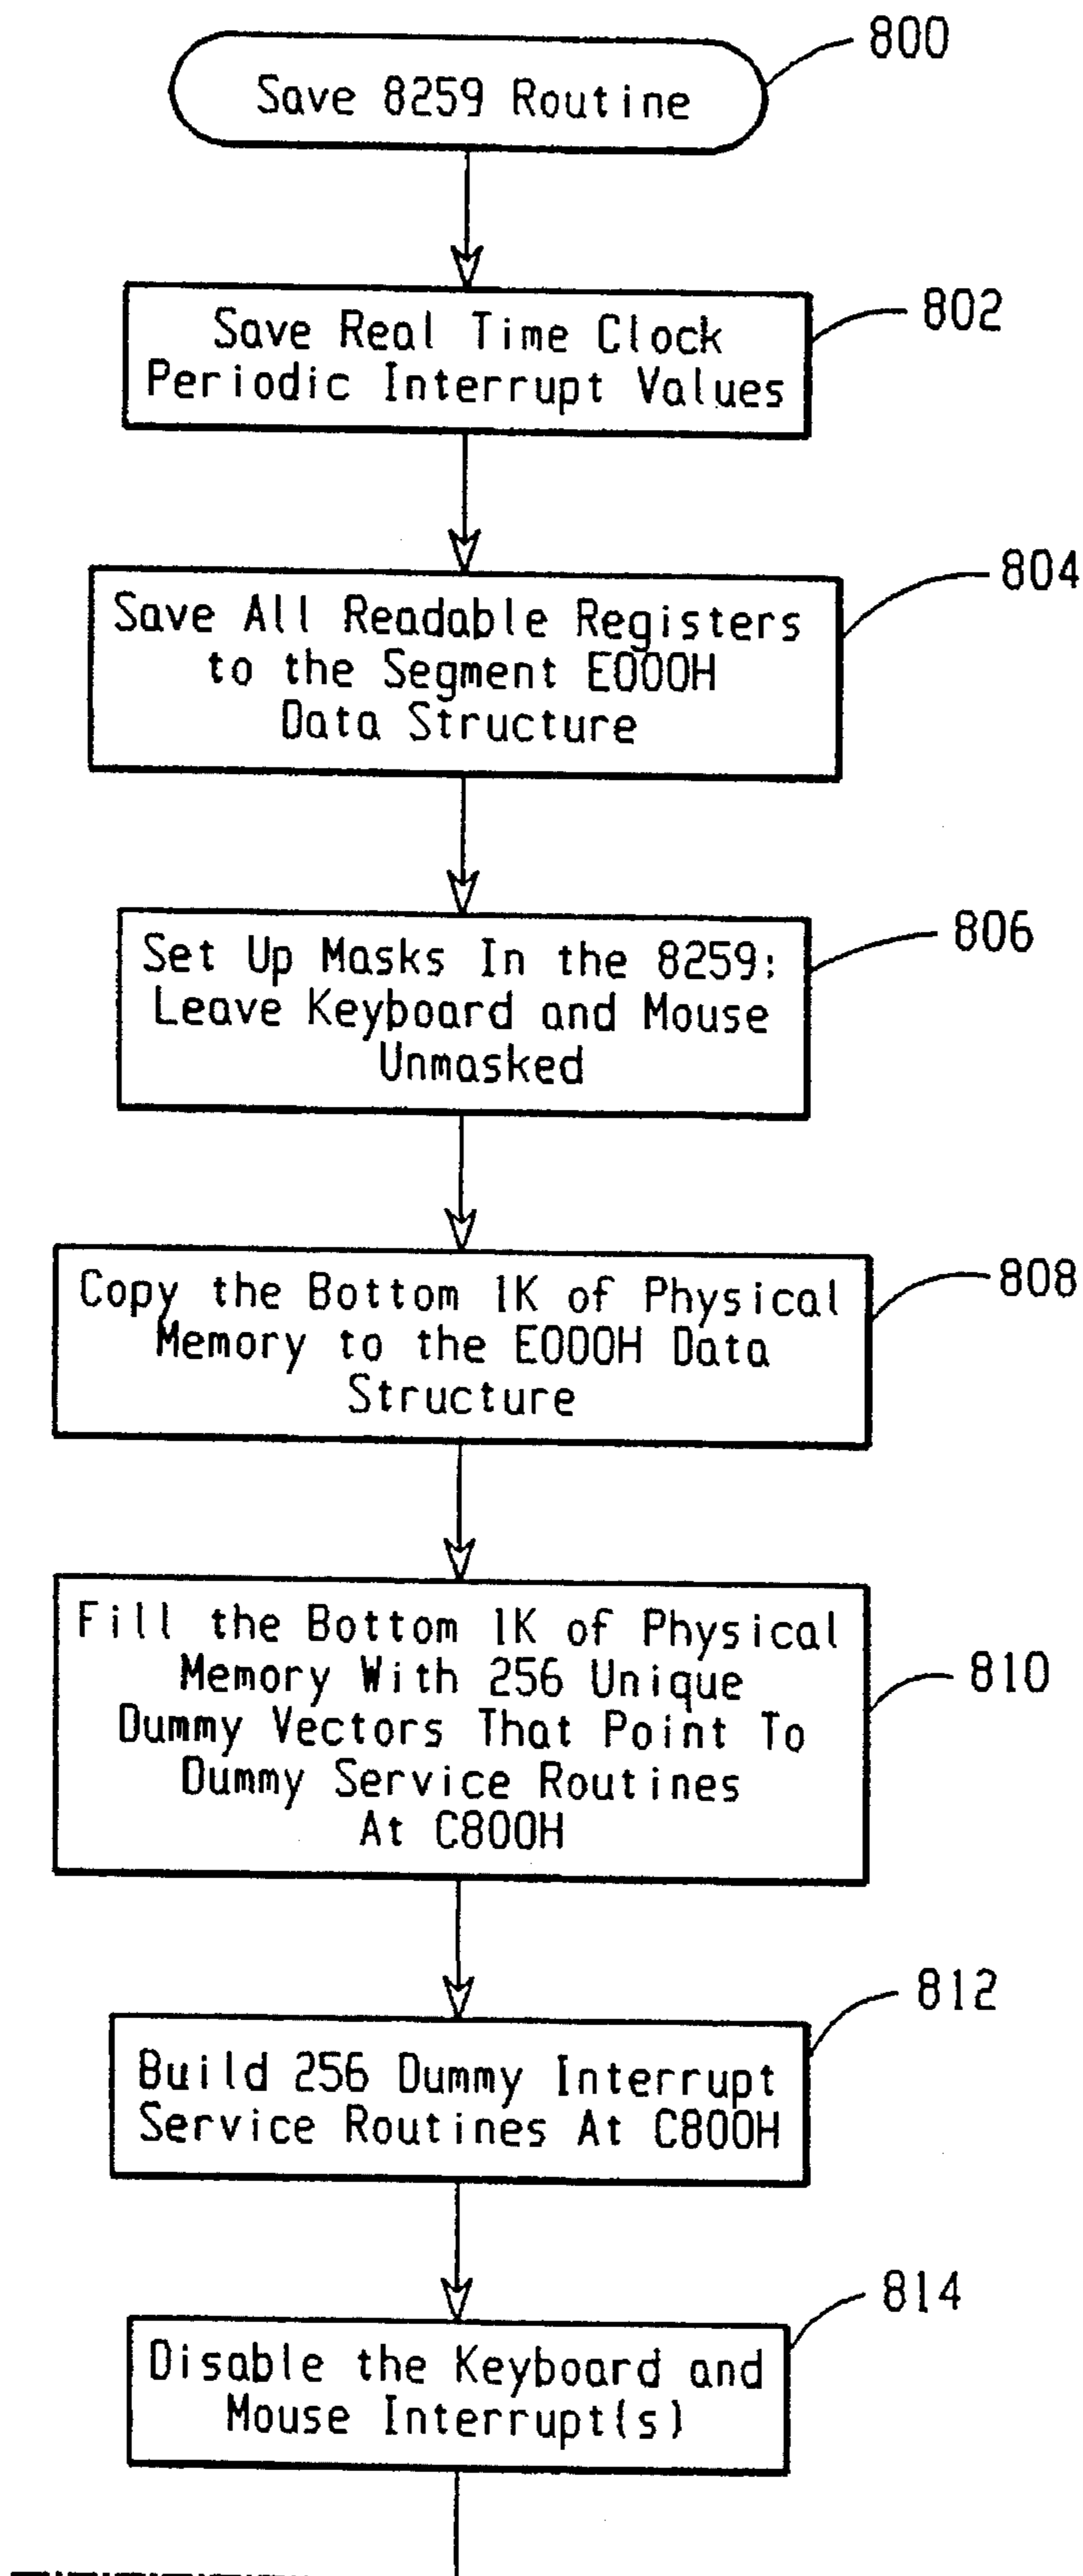 800
Save 8259 Routine
802
Save Real Time Clock
Periodic Interrupt Values
804
Save All Readable Registers
to the Segment E000H
Data Structure
806
Set Up Masks In the 8259:
Leave Keyboard and Mouse
Unmasked
808
Copy the Bottom 1K of Physical
Memory to the E000H Data
Structure
810
Fill the Bottom 1K of Physical
Memory With 256 Unique
Dummy Vectors That Point To
Dummy Service Routines
At C800H
812
Build 256 Dummy Interrupt
Service Routines At C800H
814
Disable the Keyboard and
Mouse Interrupt(s)